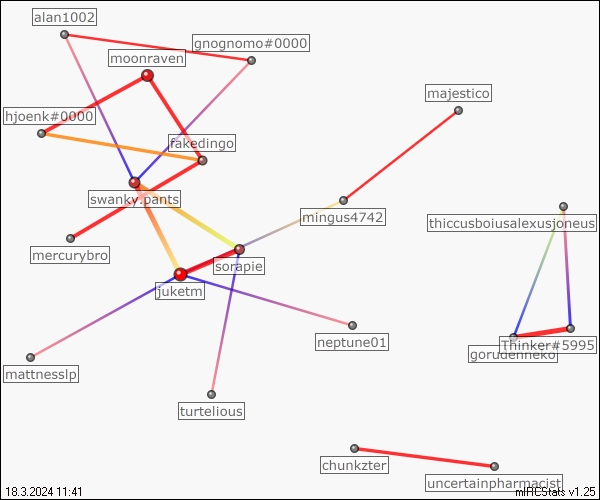 alan1002
gnognomo#0000
moonraven
majestico
hjoenk#0000
fakedingo
swanky.pants
mingus4742
thiccusboiusalexusjoneus
mercurybro
sorapie
juketm
neptune01
Thinker#5995
gorudenneko
mattnesslp
turtelious
chunkzter
uncertainpharmacist
18.3.2024 11:41
mIRCStats v1.25